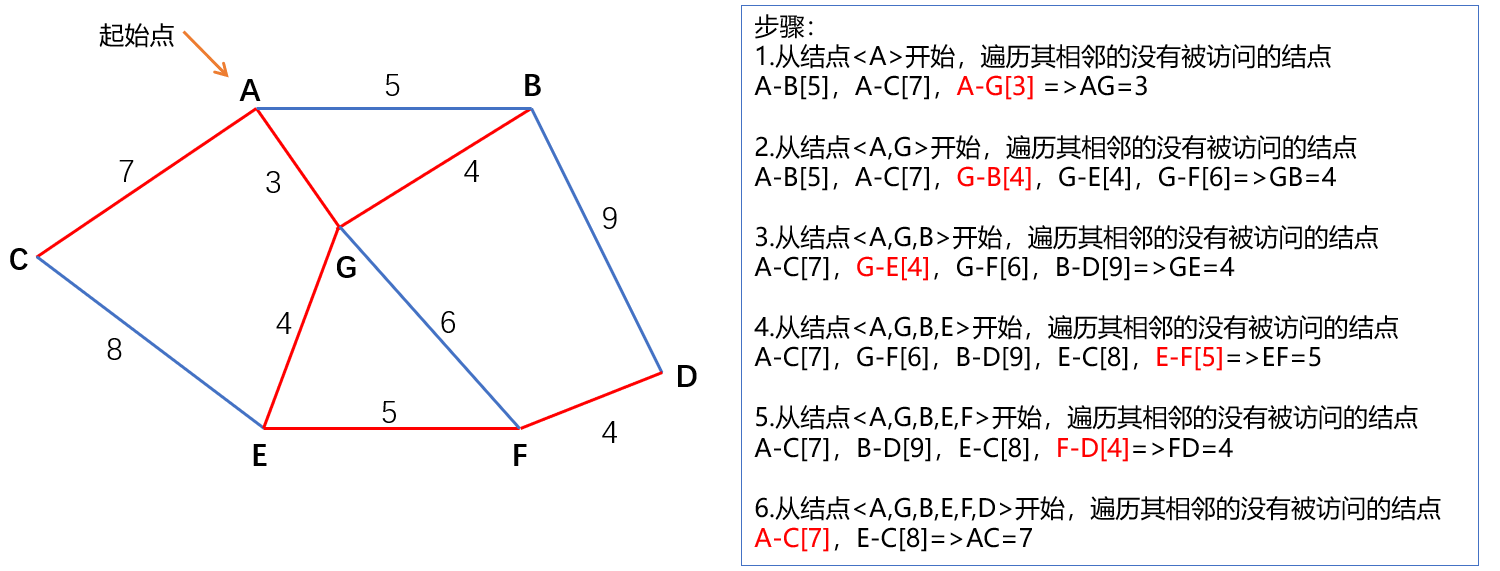 起始点
A
5
B
7
3
4
9
C
G
8
4
6
D
5
4
E
F
步骤：
1.从结点<A>开始，遍历其相邻的没有被访问的结点
A-B[5]，A-C[7]，A-G[3] =>AG=3
2.从结点<A,G>开始，遍历其相邻的没有被访问的结点
A-B[5]，A-C[7]，G-B[4]，G-E[4]，G-F[6]=>GB=4
3.从结点<A,G,B>开始，遍历其相邻的没有被访问的结点
A-C[7]，G-E[4]，G-F[6]，B-D[9]=>GE=4
4.从结点<A,G,B,E>开始，遍历其相邻的没有被访问的结点
A-C[7]，G-F[6]，B-D[9]，E-C[8]，E-F[5]=>EF=5
5.从结点<A,G,B,E,F>开始，遍历其相邻的没有被访问的结点
A-C[7]，B-D[9]，E-C[8]，F-D[4]=>FD=4
6.从结点<A,G,B,E,F,D>开始，遍历其相邻的没有被访问的结点
A-C[7]，E-C[8]=>AC=7